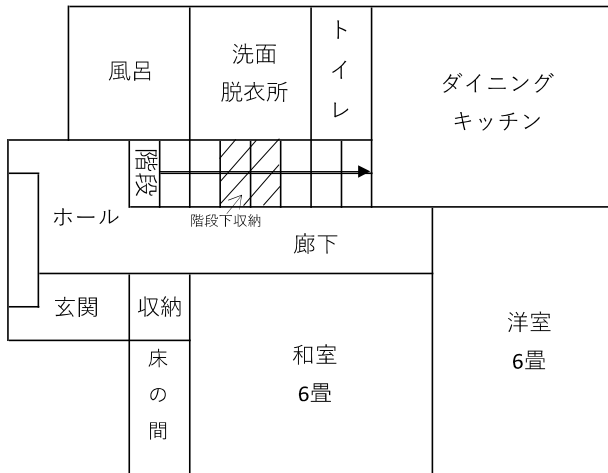 風呂
洗面
脱衣所
トイレ
ダイニング
キッチン
階段
階段下収納
ホール
廊下
玄関
収納
床の間
和室
6畳
洋室
6畳